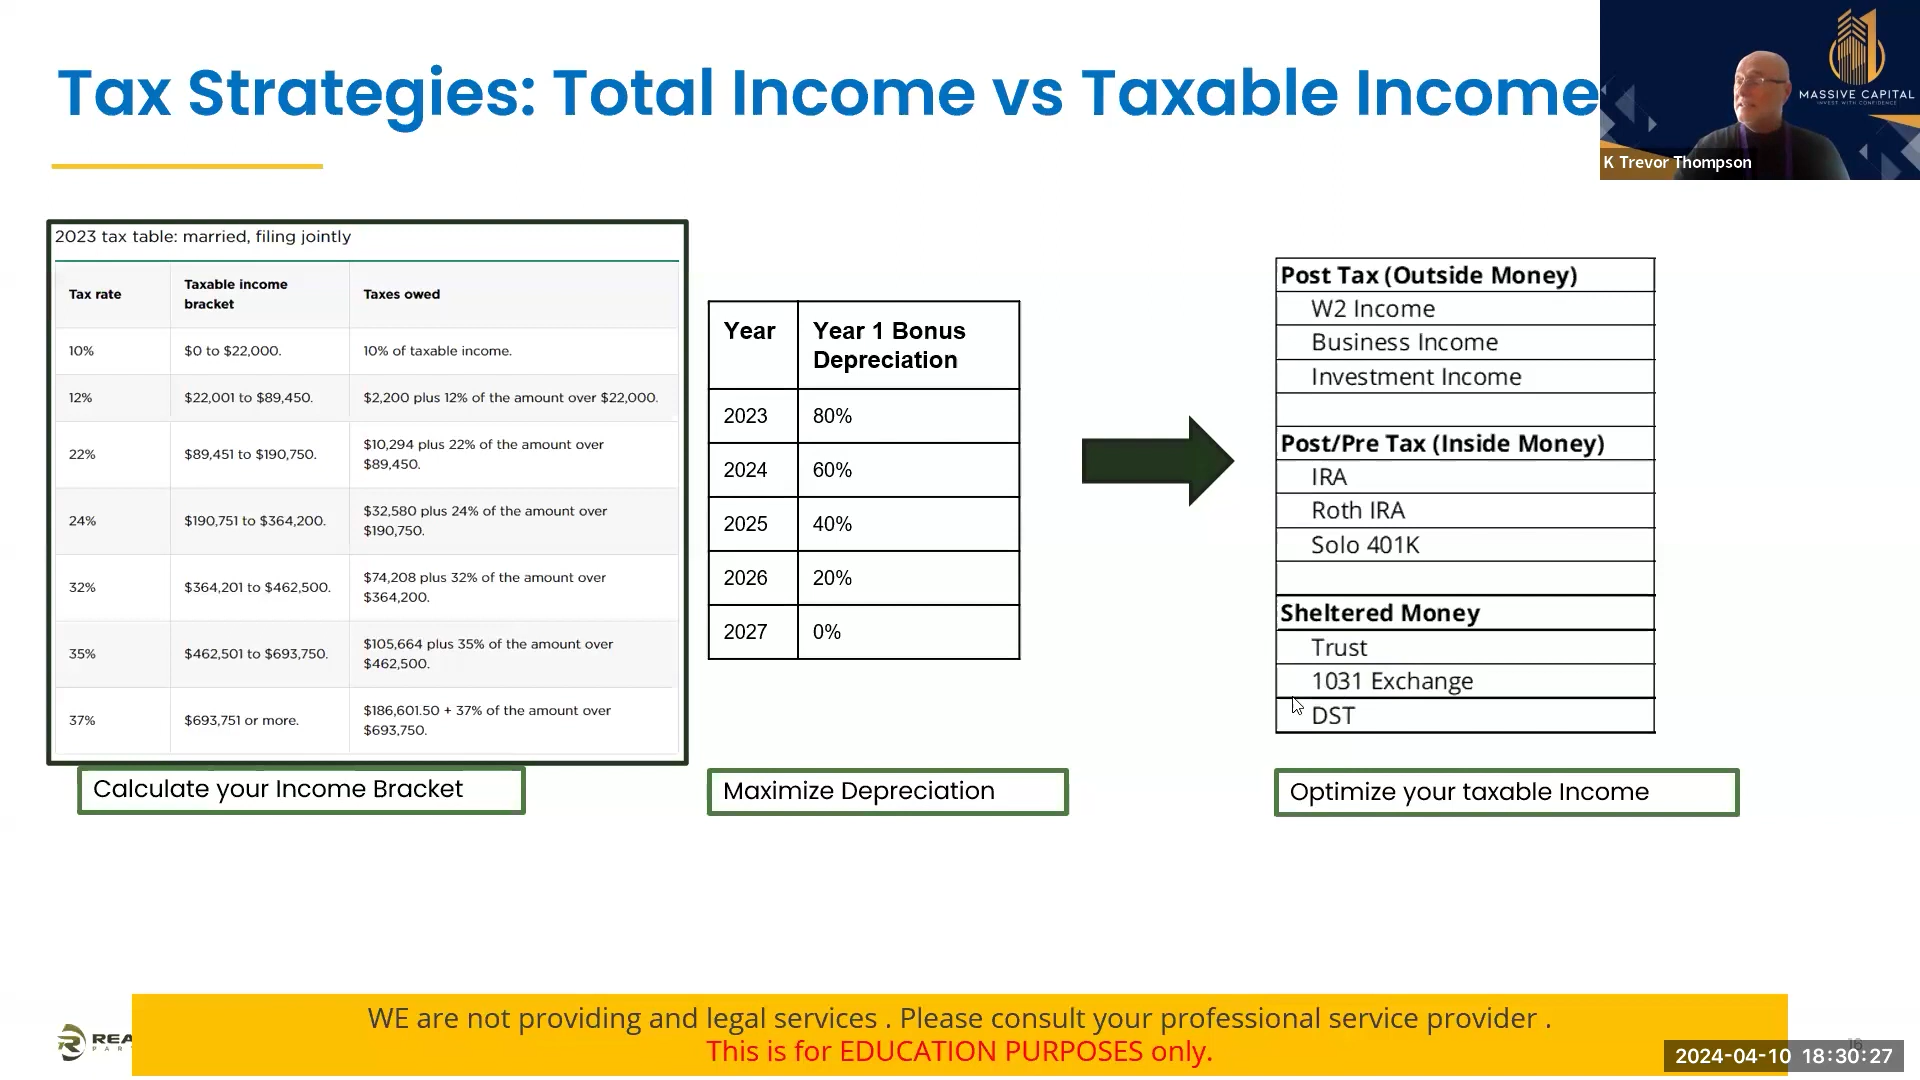 Tax Strategies: Total Income vs Taxable Income
MASSIVE CAPITAL
INVEST WITH CONFIDENCE
K Trevor Thompson
2023 tax table: married, filing jointly
Tax rate
Taxable income
bracket
Taxes owed
10%
$0 to $22,000.
10% of taxable income.
12%
$22,001 to $89,450.
$2,200 plus 12% of the amount over $22,000.
22%
$89,451 to $190,750.
$10,294 plus 22% of the amount over
$89,450.
24%
$190,751 to $364,200.
$32,580 plus 24% of the amount over
$190,750.
32%
$364,201 to $462,500.
$74,208 plus 32% of the amount over
$364,200.
35%
$462,501 to $693,750.
$105,664 plus 35% of the amount over
$462,500.
37%
$693,751 or more.
$186,601.50 + 37% of the amount over
$693,750.
Calculate your Income Bracket
Year
Year 1 Bonus
Depreciation
2023
80%
2024
60%
2025
40%
2026
20%
2027
0%
Maximize Depreciation
Post Tax (Outside Money)
W2 Income
Business Income
Investment Income
Post/Pre Tax (Inside Money)
IRA
Roth IRA
Solo 401K
Sheltered Money
Trust
1031 Exchange
DST
Optimize your taxable Income
WE are not providing and legal services . Please consult your professional service provider .
This is for EDUCATION PURPOSES only.
REA
PAR
16
2024-04-10 18:30:27